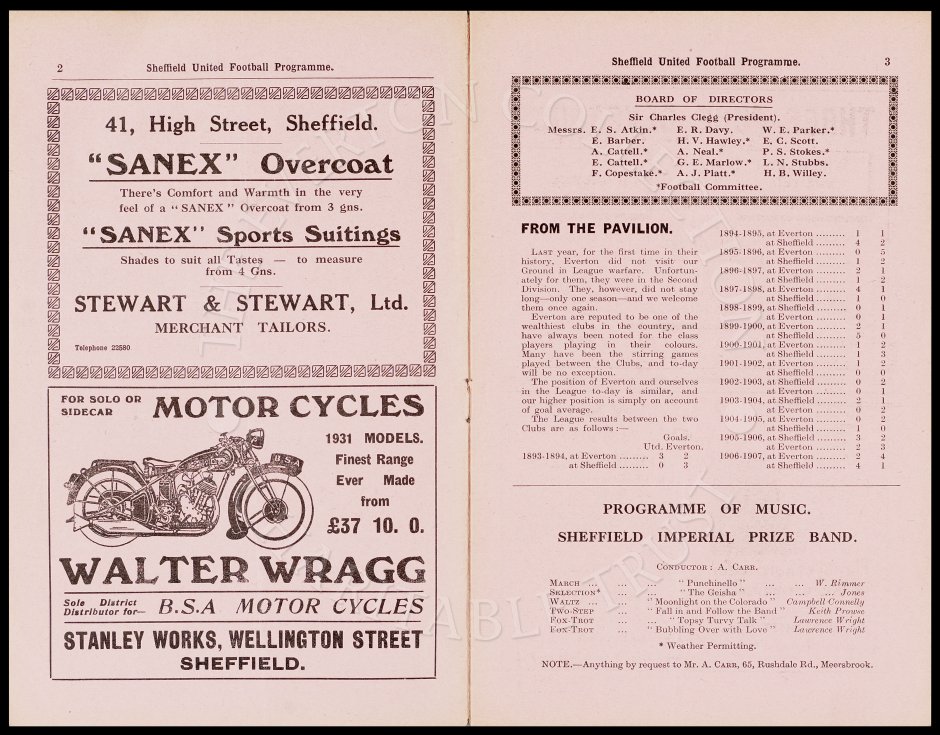 2 Sheffield United Football Programme.
41, High Street, Sheffield.
"SANEX" Overcoat
There's Comfort and Warmth in the very
feel of a "SANEX" Overcoat from 3 gns.
"SANEX" Sports Suitings
Shades to suit all Tastes — to measure
from 4 Gns.
STEWART & STEWART, Ltd.
MERCHANT TAILORS.
Telephone 22580
FOR SOLO OR
SIDECAR
MOTOR CYCLES
1931 MODELS.
Finest Range
Ever Made
from
£37 10. 0.
WALTER WRAGG
Sole District
Distributor for—
B.S.A MOTOR CYCLES
STANLEY WORKS, WELLINGTON STREET
SHEFFIELD.
Sheffield United Football Programme. 3
BOARD OF DIRECTORS
Sir Charles Clegg (President).
Messrs. E. S. Atkin.* E. R. Davy. W. E. Parker.*
E. Barber. H. V. Hawley.* E. C. Scott.
A. Cattell.* A. Neal.* P. S. Stokes.*
E. Cattell.* G. E. Marlow.* L. N. Stubbs.
F. Copestake.* A. J. Platt.* H. B. Willey.
*Football Committee.
FROM THE PAVILION.
LAST year, for the first time in their
history, Everton did not visit our
Ground in League warfare. Unfortun-
ately for them, they were in the Second
Division. They, however, did not stay
long—only one season—and we welcome
them once again.
Everton are reputed to be one of the
wealthiest clubs in the country, and
have always been noted for the class
players playing in their colours.
Many have been the stirring games
played between the Clubs, and to-day
will be no exception.
The position of Everton and ourselves
in the League to-day is similar, and
our higher position is simply on account
of goal average.
The League results between the two
Clubs are as follows:—
Goals.
Utd. Everton.
1893-1894, at Everton ......... 3 2
at Sheffield ......... 0 3
1894-1895, at Everton ......... 1 1
at Sheffield ......... 4 2
1895-1896, at Everton ......... 0 5
at Sheffield ......... 1 2
1896-1897, at Everton ......... 2 1
at Sheffield ......... 1 2
1897-1898, at Everton ......... 4 1
at Sheffield ......... 1 0
1898-1899, at Everton ......... 0 1
at Everton ......... 0 1
1899-1900, at Everton ......... 2 1
at Sheffield ......... 5 0
1900-1901, at Everton ......... 1 2
at Sheffield ......... 1 3
1901-1902, at Everton ......... 1 2
at Sheffield ......... 0 0
1902-1903, at Sheffield ......... 0 2
at Everton ......... 0 1
1903-1904, at Sheffield ......... 2 1
at Everton ......... 0 2
1904-1905, at Everton ......... 0 2
at Sheffield ......... 1 0
1905-1906, at Sheffield ......... 3 2
at Everton ......... 2 3
1906-1907, at Everton ......... 2 4
at Sheffield ......... 4 1
PROGRAMME OF MUSIC.
SHEFFIELD IMPERIAL PRIZE BAND.
CONDUCTOR: A. CARR.
MARCH ... ... ... "Punchinello" ... ... W. Rimmer
SELECTION* ... ... "The Geisha" ... ... ... Jones
WALTZ ... ... "Moonlight on the Colorado" Campbell Connelly
TWO-STEP ... "Fall in and Follow the Band" Keith Prowse
FOX-TROT ... ... "Topsy Turvy Talk" Lawrence Wright
FOX-TROT ... "Bubbling Over with Love" Lawrence Wright
* Weather Permitting.
NOTE.—Anything by request to Mr. A. CARR, 65, Rushdale Rd., Meersbrook.